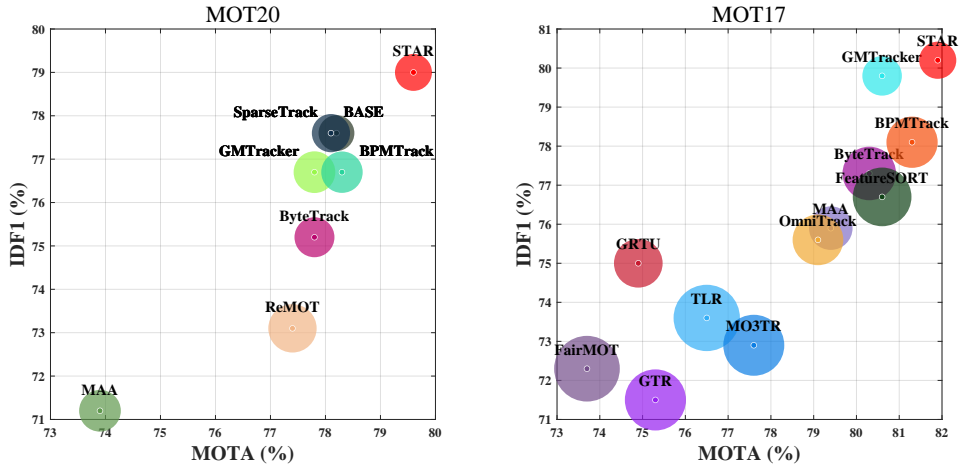 MOT20
80
79
78
77
76
75
74
73
72
71
73
74
75
76
77
78
79
80
IDF1 (%)
MOTA (%)
STAR
SparseTrack
BASE
GMTracker
BPMTrack
ByteTrack
ReMOT
MAA
MOT17
81
80
79
78
77
76
75
74
73
72
71
73
74
75
76
77
78
79
80
81
82
IDF1 (%)
MOTA (%)
STAR
GMTracker
BPMTrack
ByteTrack
FeatureSORT
MAA
OmniTrack
GRTU
TLR
MO3TR
FairMOT
GTR